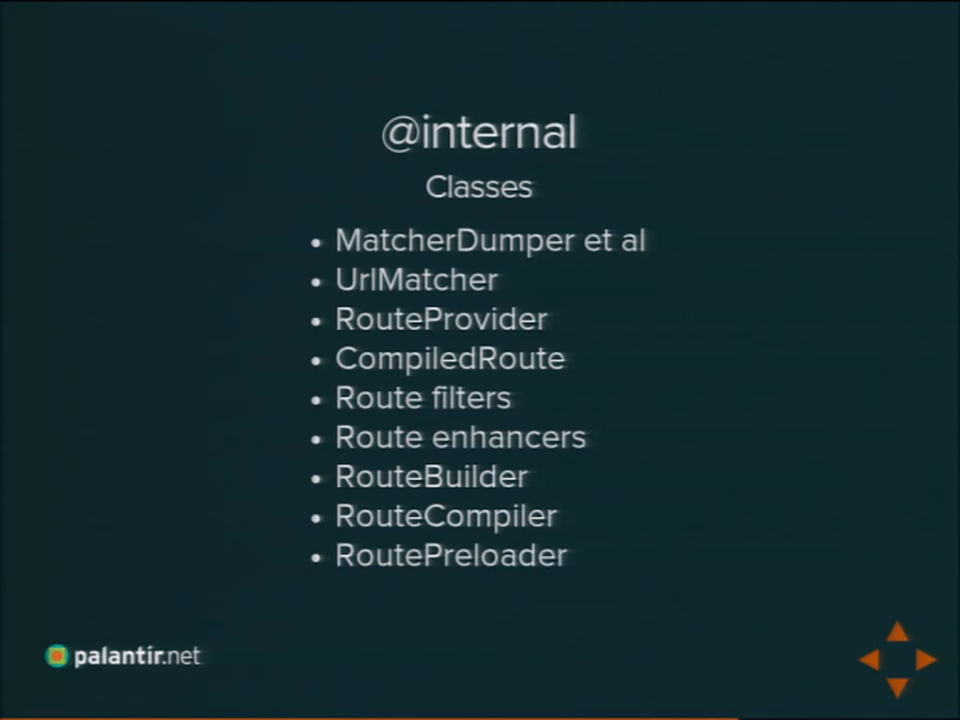 @internal
Classes
• MatcherDumper et al
• UrlMatcher
• RouteProvider
• CompiledRoute
• Route filters
• Route enhancers
• RouteBuilder
• RouteCompiler
• RoutePreloader
palantir.net